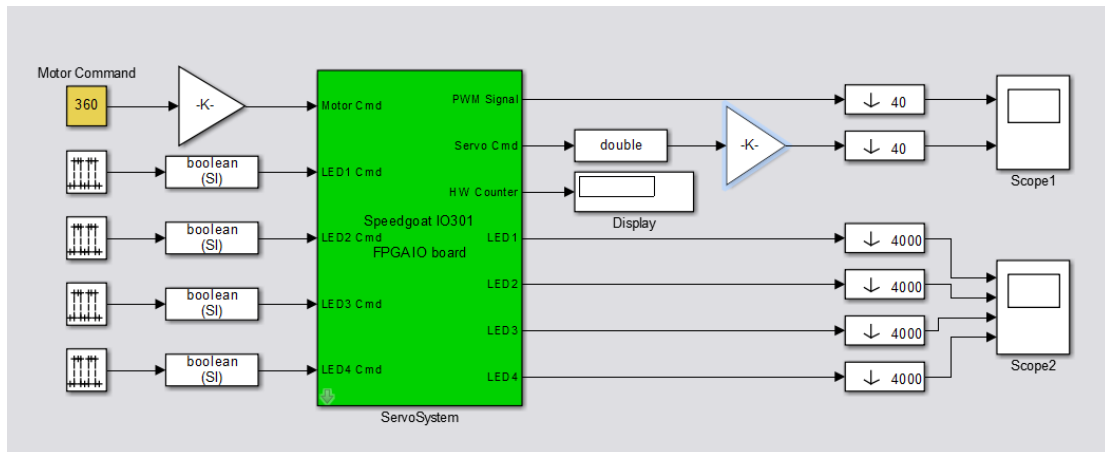 Motor Command
360
-K-
boolean
(SI)
boolean
(SI)
boolean
(SI)
boolean
(SI)
Motor Cmd
LED1 Cmd
LED2 Cmd
LED3 Cmd
LED4 Cmd
Speedgoat IO301
FPGAIO board
PWM Signal
Servo Cmd
HW Counter
LED1
LED2
LED3
LED4
ServoSystem
double
-K-
Display
40
40
4000
4000
4000
4000
Scope1
Scope2